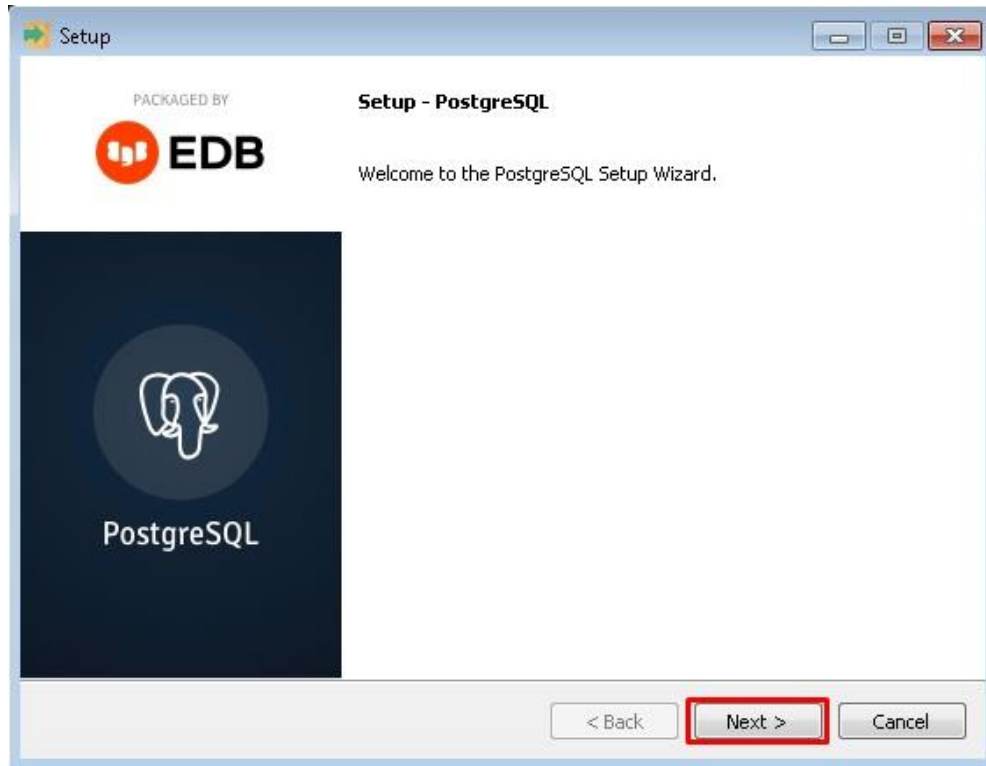 Setup
PACKAGED BY
EDB
Setup - PostgreSQL
Welcome to the PostgreSQL Setup Wizard.
PostgreSQL
< Back
Next >
Cancel